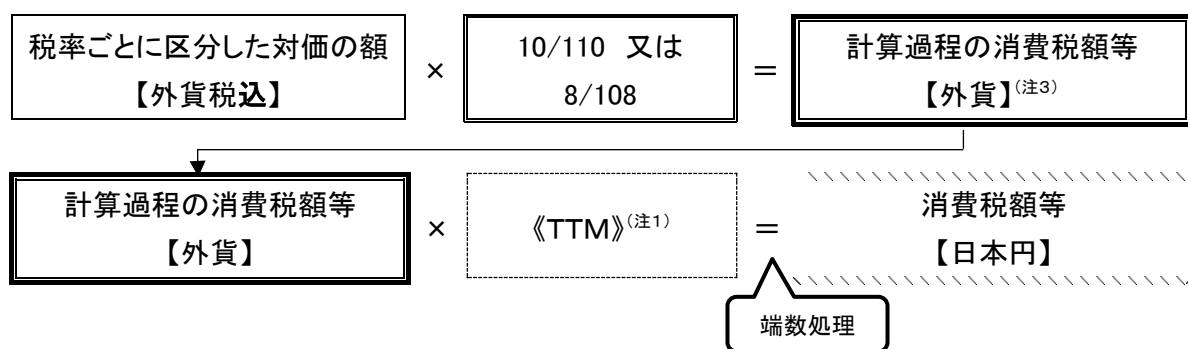 税率ごとに区分した対価の額
【外貨税込】
×
10/110 又は
8/108
＝
計算過程の消費税額等
【外貨】(注3)
計算過程の消費税額等
【外貨】
×
《TTM》(注1)
＝
消費税額等
【日本円】
端数処理